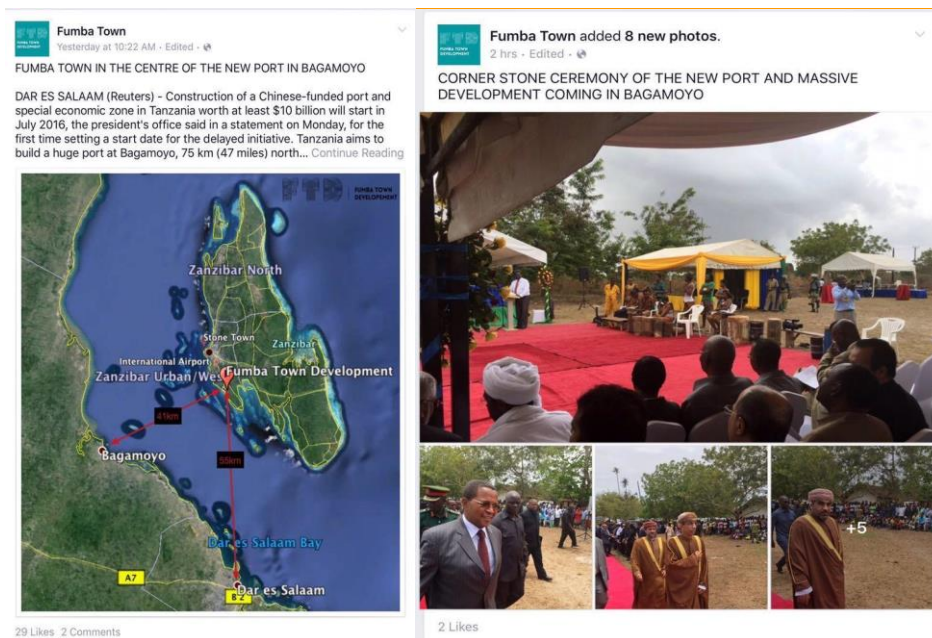 Fumba Town
Yesterday at 10:22 AM · Edited ·
FUMBA TOWN IN THE CENTRE OF THE NEW PORT IN BAGAMOYO
DAR ES SALAAM (Reuters) - Construction of a Chinese-funded port and
special economic zone in Tanzania worth at least $10 billion will start in
July 2016, the president's office said in a statement on Monday, for the
first time setting a start date for the delayed initiative. Tanzania aims to
build a huge port at Bagamoyo, 75 km (47 miles) north... Continue Reading
FTD FUMBA TOWN
DEVELOPEMENT
Zanzibar North
Stone Town
Zanzibar
International Airport
Zanzibar Urban/Wes
Fumba Town Development
41km
Bagamoyo
55km
Dar es Salaam Bay
A7
Dar es Salaam
B 2
29 Likes 2 Comments
Fumba Town added 8 new photos.
2 hrs · Edited ·
CORNER STONE CEREMONY OF THE NEW PORT AND MASSIVE
DEVELOPMENT COMING IN BAGAMOYO
+5
2 Likes